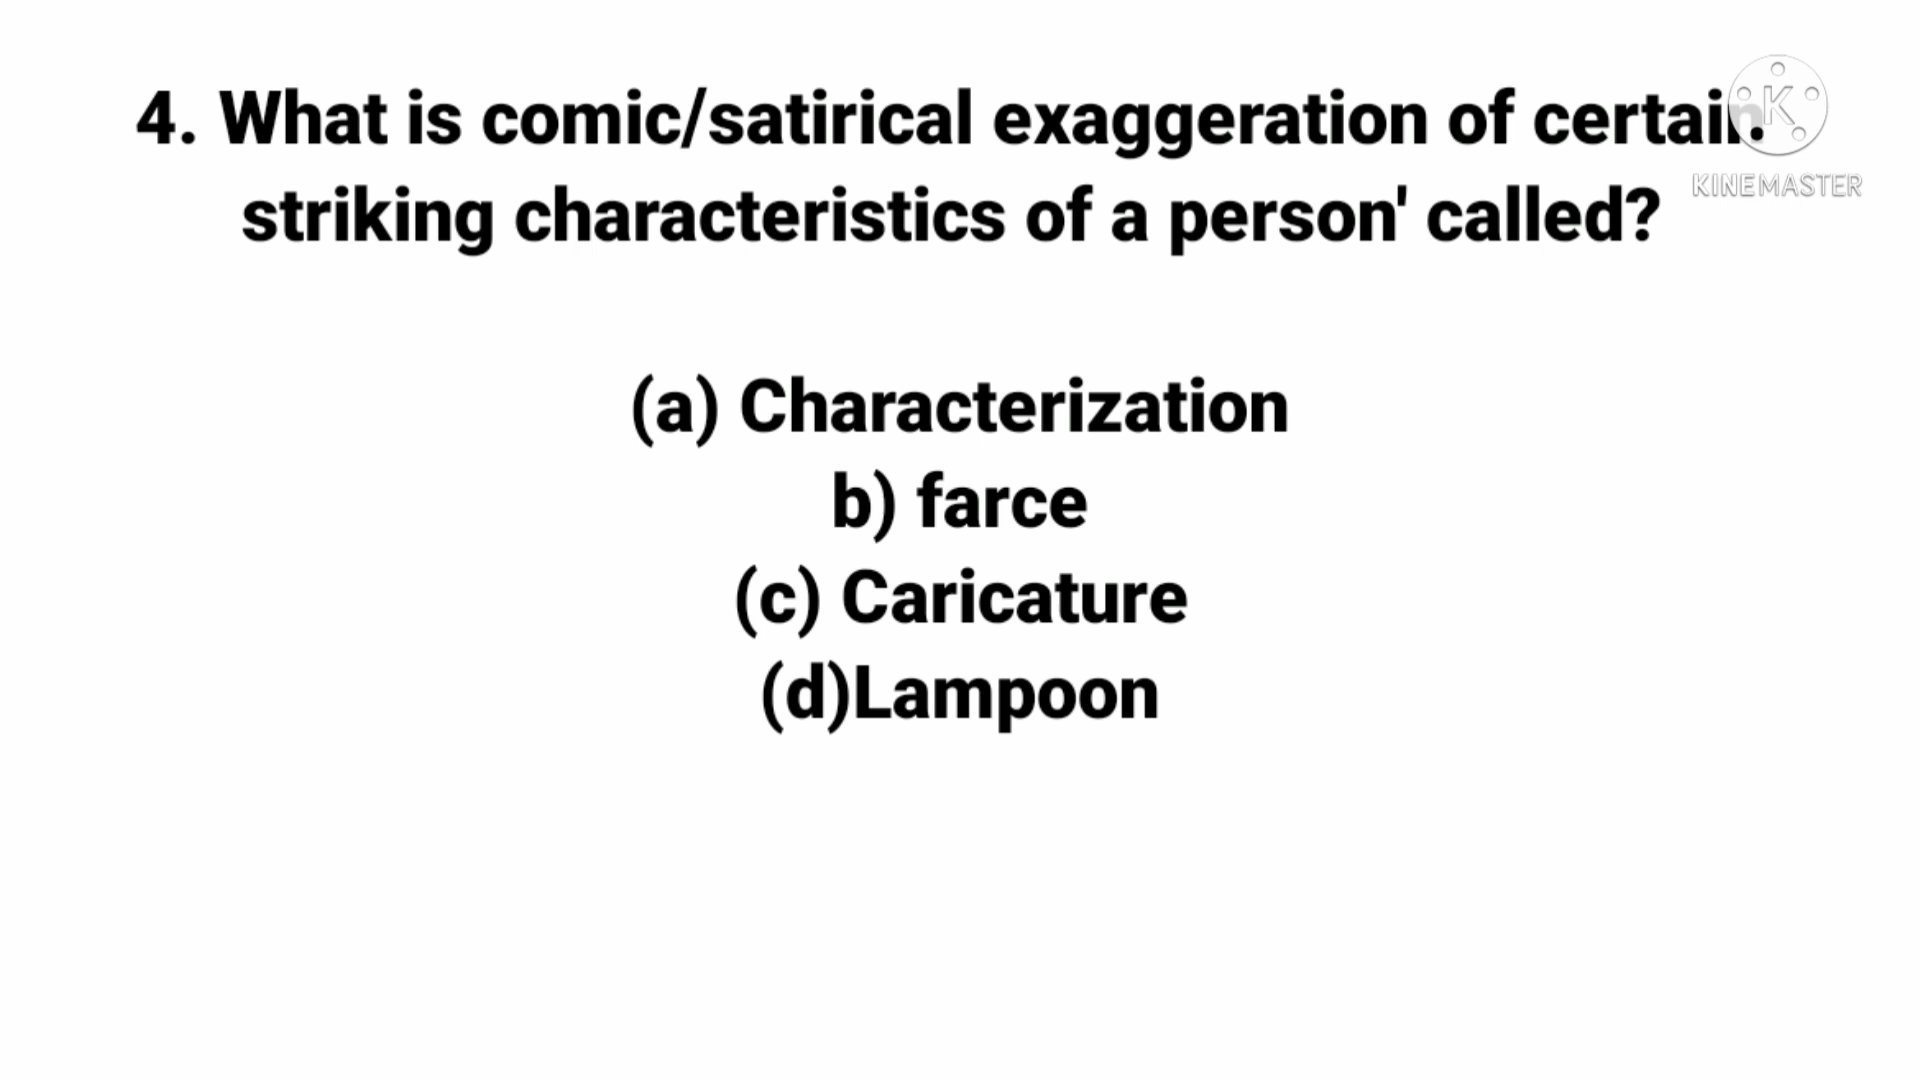 4. What is comic/satirical exaggeration of certain
striking characteristics of a person' called?
(a) Characterization
b) farce
(c) Caricature
(d)Lampoon
K
KINEMASTER